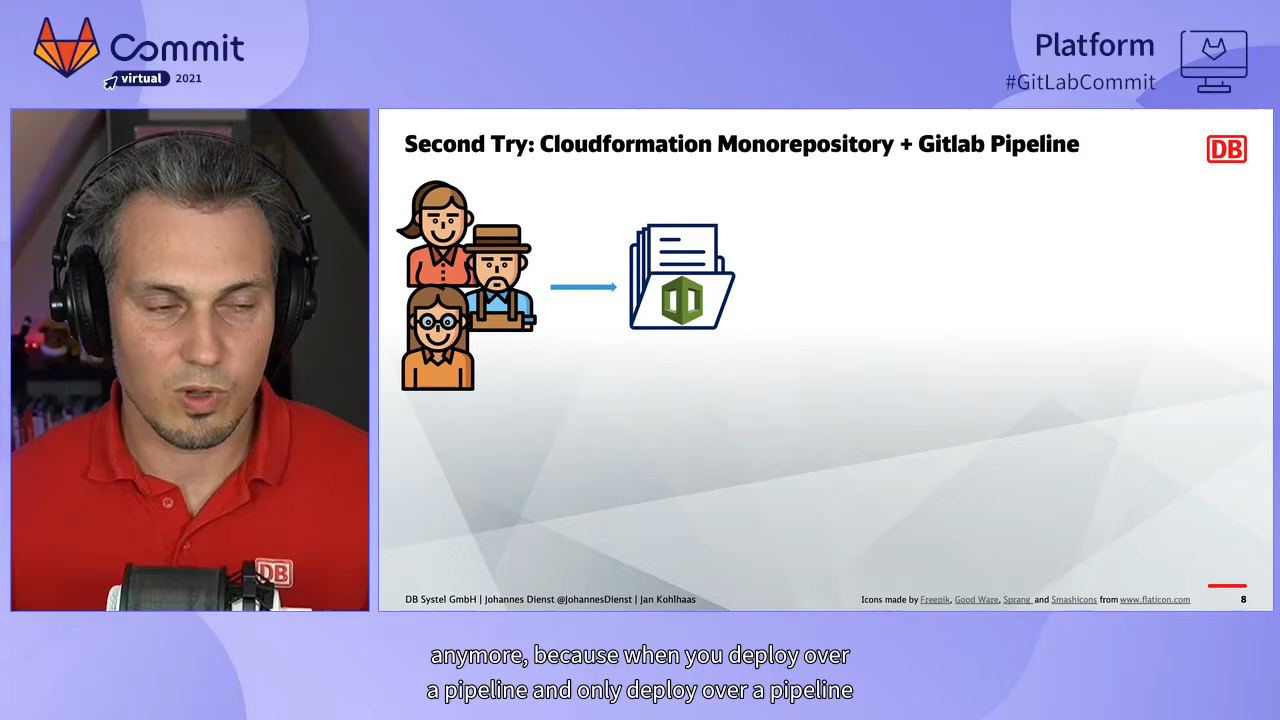 Commit
virtual 2021
Platform
#GitLabCommit
Second Try: Cloudformation Monorepository + Gitlab Pipeline
DB
DB
DB Systel GmbH | Johannes Dienst @JohannesDienst | Jan Kohlhaas
Icons made by Freepik, Good Ware, Sprang and Smashicons from www.flaticon.com
8
anymore, because when you deploy over
a pipeline and only deploy over a pipeline